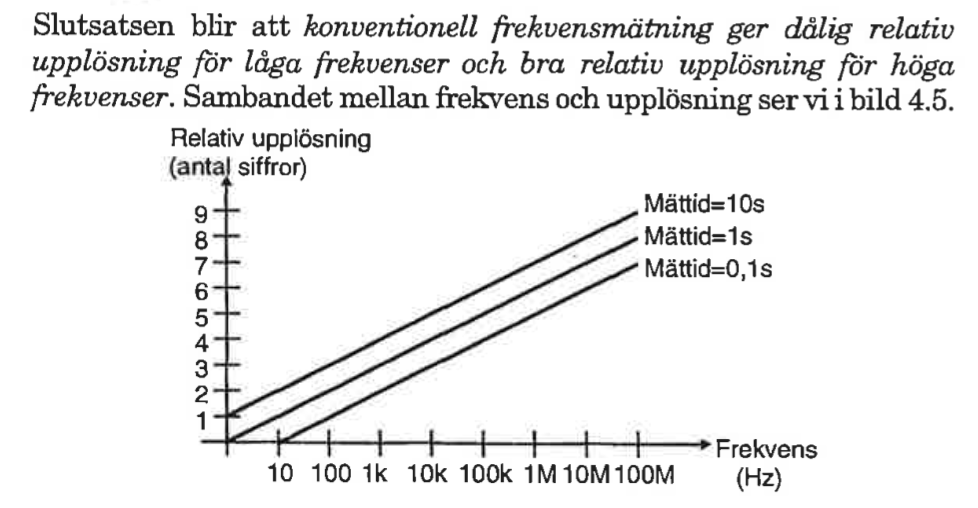 Slutsatsen blir att konventionell frekvensmätning ger dålig relativ
upplösning för låga frekvenser och bra relativ upplösning för höga
frekvenser. Sambandet mellan frekvens och upplösning ser vi i bild 4.5.
Relativ upplösning
(antal siffror)
9
8
7
6
5
4
3
2
1
Mättid=10s
Mättid=1s
Mättid=0,1s
10 100 1k 10k 100k 1M 10M 100M
Frekvens
(Hz)